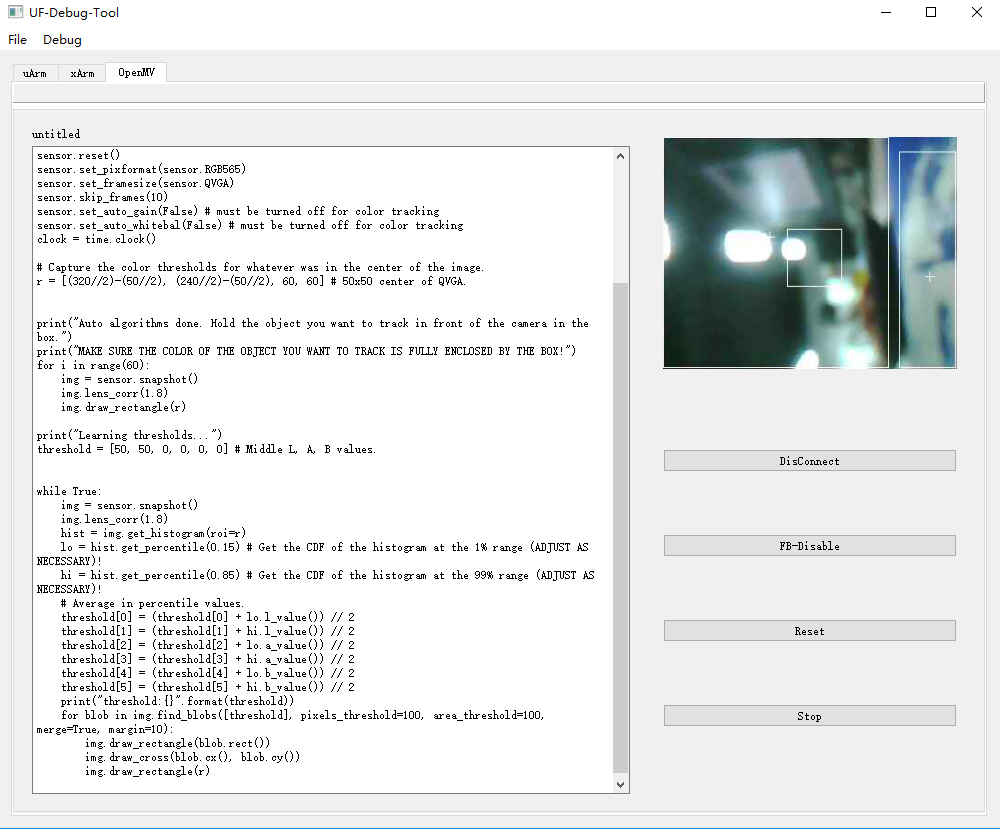 UF-Debug-Tool
File Debug
uArm xArm OpenMV
untitled
sensor.reset()
sensor.set_pixformat(sensor.RGB565)
sensor.set_framesize(sensor.QVGA)
sensor.skip_frames(10)
sensor.set_auto_gain(False) # must be turned off for color tracking
sensor.set_auto_whitebal(False) # must be turned off for color tracking
clock = time.clock()
# Capture the color thresholds for whatever was in the center of the image.
r = [(320//2)-(50//2), (240//2)-(50//2), 60, 60] # 50x50 center of QVGA.
print("Auto algorithms done. Hold the object you want to track in front of the camera in the
box.")
print("MAKE SURE THE COLOR OF THE OBJECT YOU WANT TO TRACK IS FULLY ENCLOSED BY THE BOX!")
for i in range(60):
    img = sensor.snapshot()
    img.lens_corr(1.8)
    img.draw_rectangle(r)
print("Learning thresholds...")
threshold = [50, 50, 0, 0, 0, 0] # Middle L, A, B values.
while True:
    img = sensor.snapshot()
    img.lens_corr(1.8)
    hist = img.get_histogram(roi=r)
    lo = hist.get_percentile(0.15) # Get the CDF of the histogram at the 1% range (ADJUST AS
NECESSARY)!
    hi = hist.get_percentile(0.85) # Get the CDF of the histogram at the 99% range (ADJUST AS
NECESSARY)!
    # Average in percentile values.
    threshold[0] = (threshold[0] + lo.l_value()) // 2
    threshold[1] = (threshold[1] + hi.l_value()) // 2
    threshold[2] = (threshold[2] + lo.a_value()) // 2
    threshold[3] = (threshold[3] + hi.a_value()) // 2
    threshold[4] = (threshold[4] + lo.b_value()) // 2
    threshold[5] = (threshold[5] + hi.b_value()) // 2
    print("threshold:{}".format(threshold))
    for blob in img.find_blobs([threshold], pixels_threshold=100, area_threshold=100,
merge=True, margin=10):
        img.draw_rectangle(blob.rect())
        img.draw_cross(blob.cx(), blob.cy())
        img.draw_rectangle(r)
DisConnect
FB-Disable
Reset
Stop